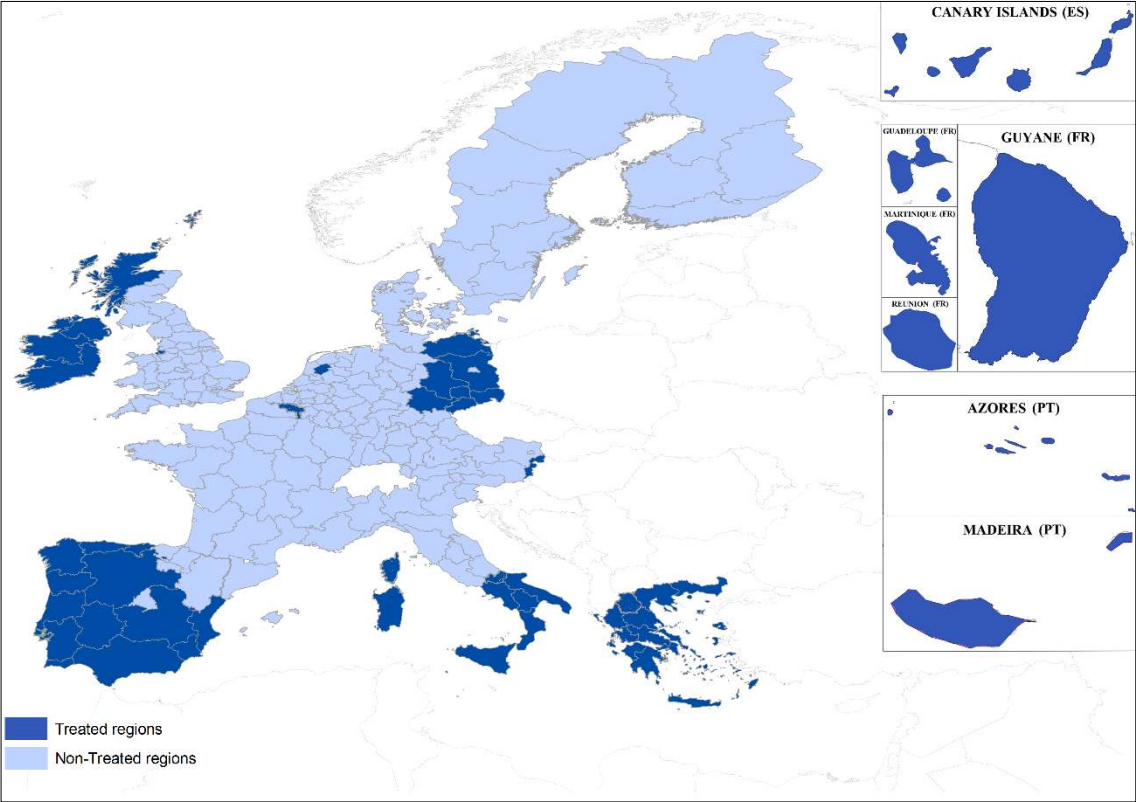 CANARY ISLANDS (ES)
GUADELOUPE (FR)
GUYANE (FR)
MARTINIQUE (FR)
REUNION (FR)
AZORES (PT)
MADEIRA (PT)
Treated regions
Non-Treated regions